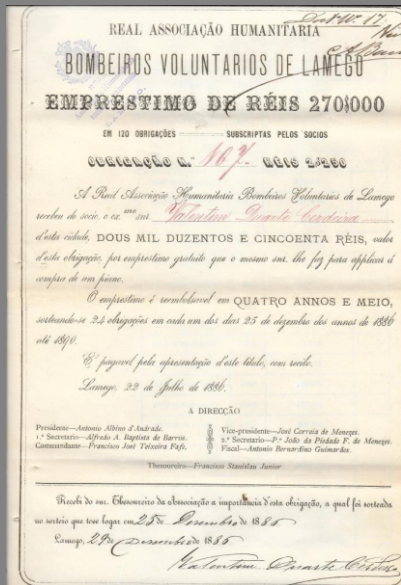 REAL ASSOCIAÇÃO HUMANITARIA
BOMBEIROS VOLUNTARIOS DE LAMEGO
EMPRESTIMO DE RÉIS 270$000
EM 120 OBRIGAÇÕES SUBSCRIPTAS PELOS SOCIOS
OBRIGAÇÃO N.º 107. RÉIS 2$250
A Real Associação Humanitaria Bombeiros Voluntarios de Lamego
recebeu do socio, o ex.mo snr. Valentim Duarte Cerdeira
d'esta cidade, DOUS MIL DUZENTOS E CINCOENTA RÉIS, valor
d'esta obrigação, por emprestimo gratuito que o mesmo snr. lhe fez para applicar á
compra de um piano.
O emprestimo é reembolsavel em QUATRO ANNOS E MEIO,
sorteando-se 24 obrigações em cada um dos dias 25 de dezembro dos annos de 1886
até 1890.
É pagavel pela apresentação d'este titulo, com recibo.
Lamego, 22 de Julho de 1886.
A DIRECÇÃO
Presidente—Antonio Albino d'Andrade.
1.º Secretario—Alfredo A. Baptista de Barros.
Commandante—Francisco José Teixeira Fafe.
Vice-presidente—José Correia de Menezes.
2.º Secretario—P.e João da Piedade F. de Menezes.
Fiscal—Antonio Bernardino Guimarães.
Thesoureiro—Francisco Stanislau Junior
Recebi do snr. Thesoureiro da Associação a importancia d'esta obrigação, a qual foi sorteada
no sorteio que teve logar em 25 de Dezembro de 1886
Lamego, 29 de Dezembro de 1886
Valentim Duarte Cerdeira